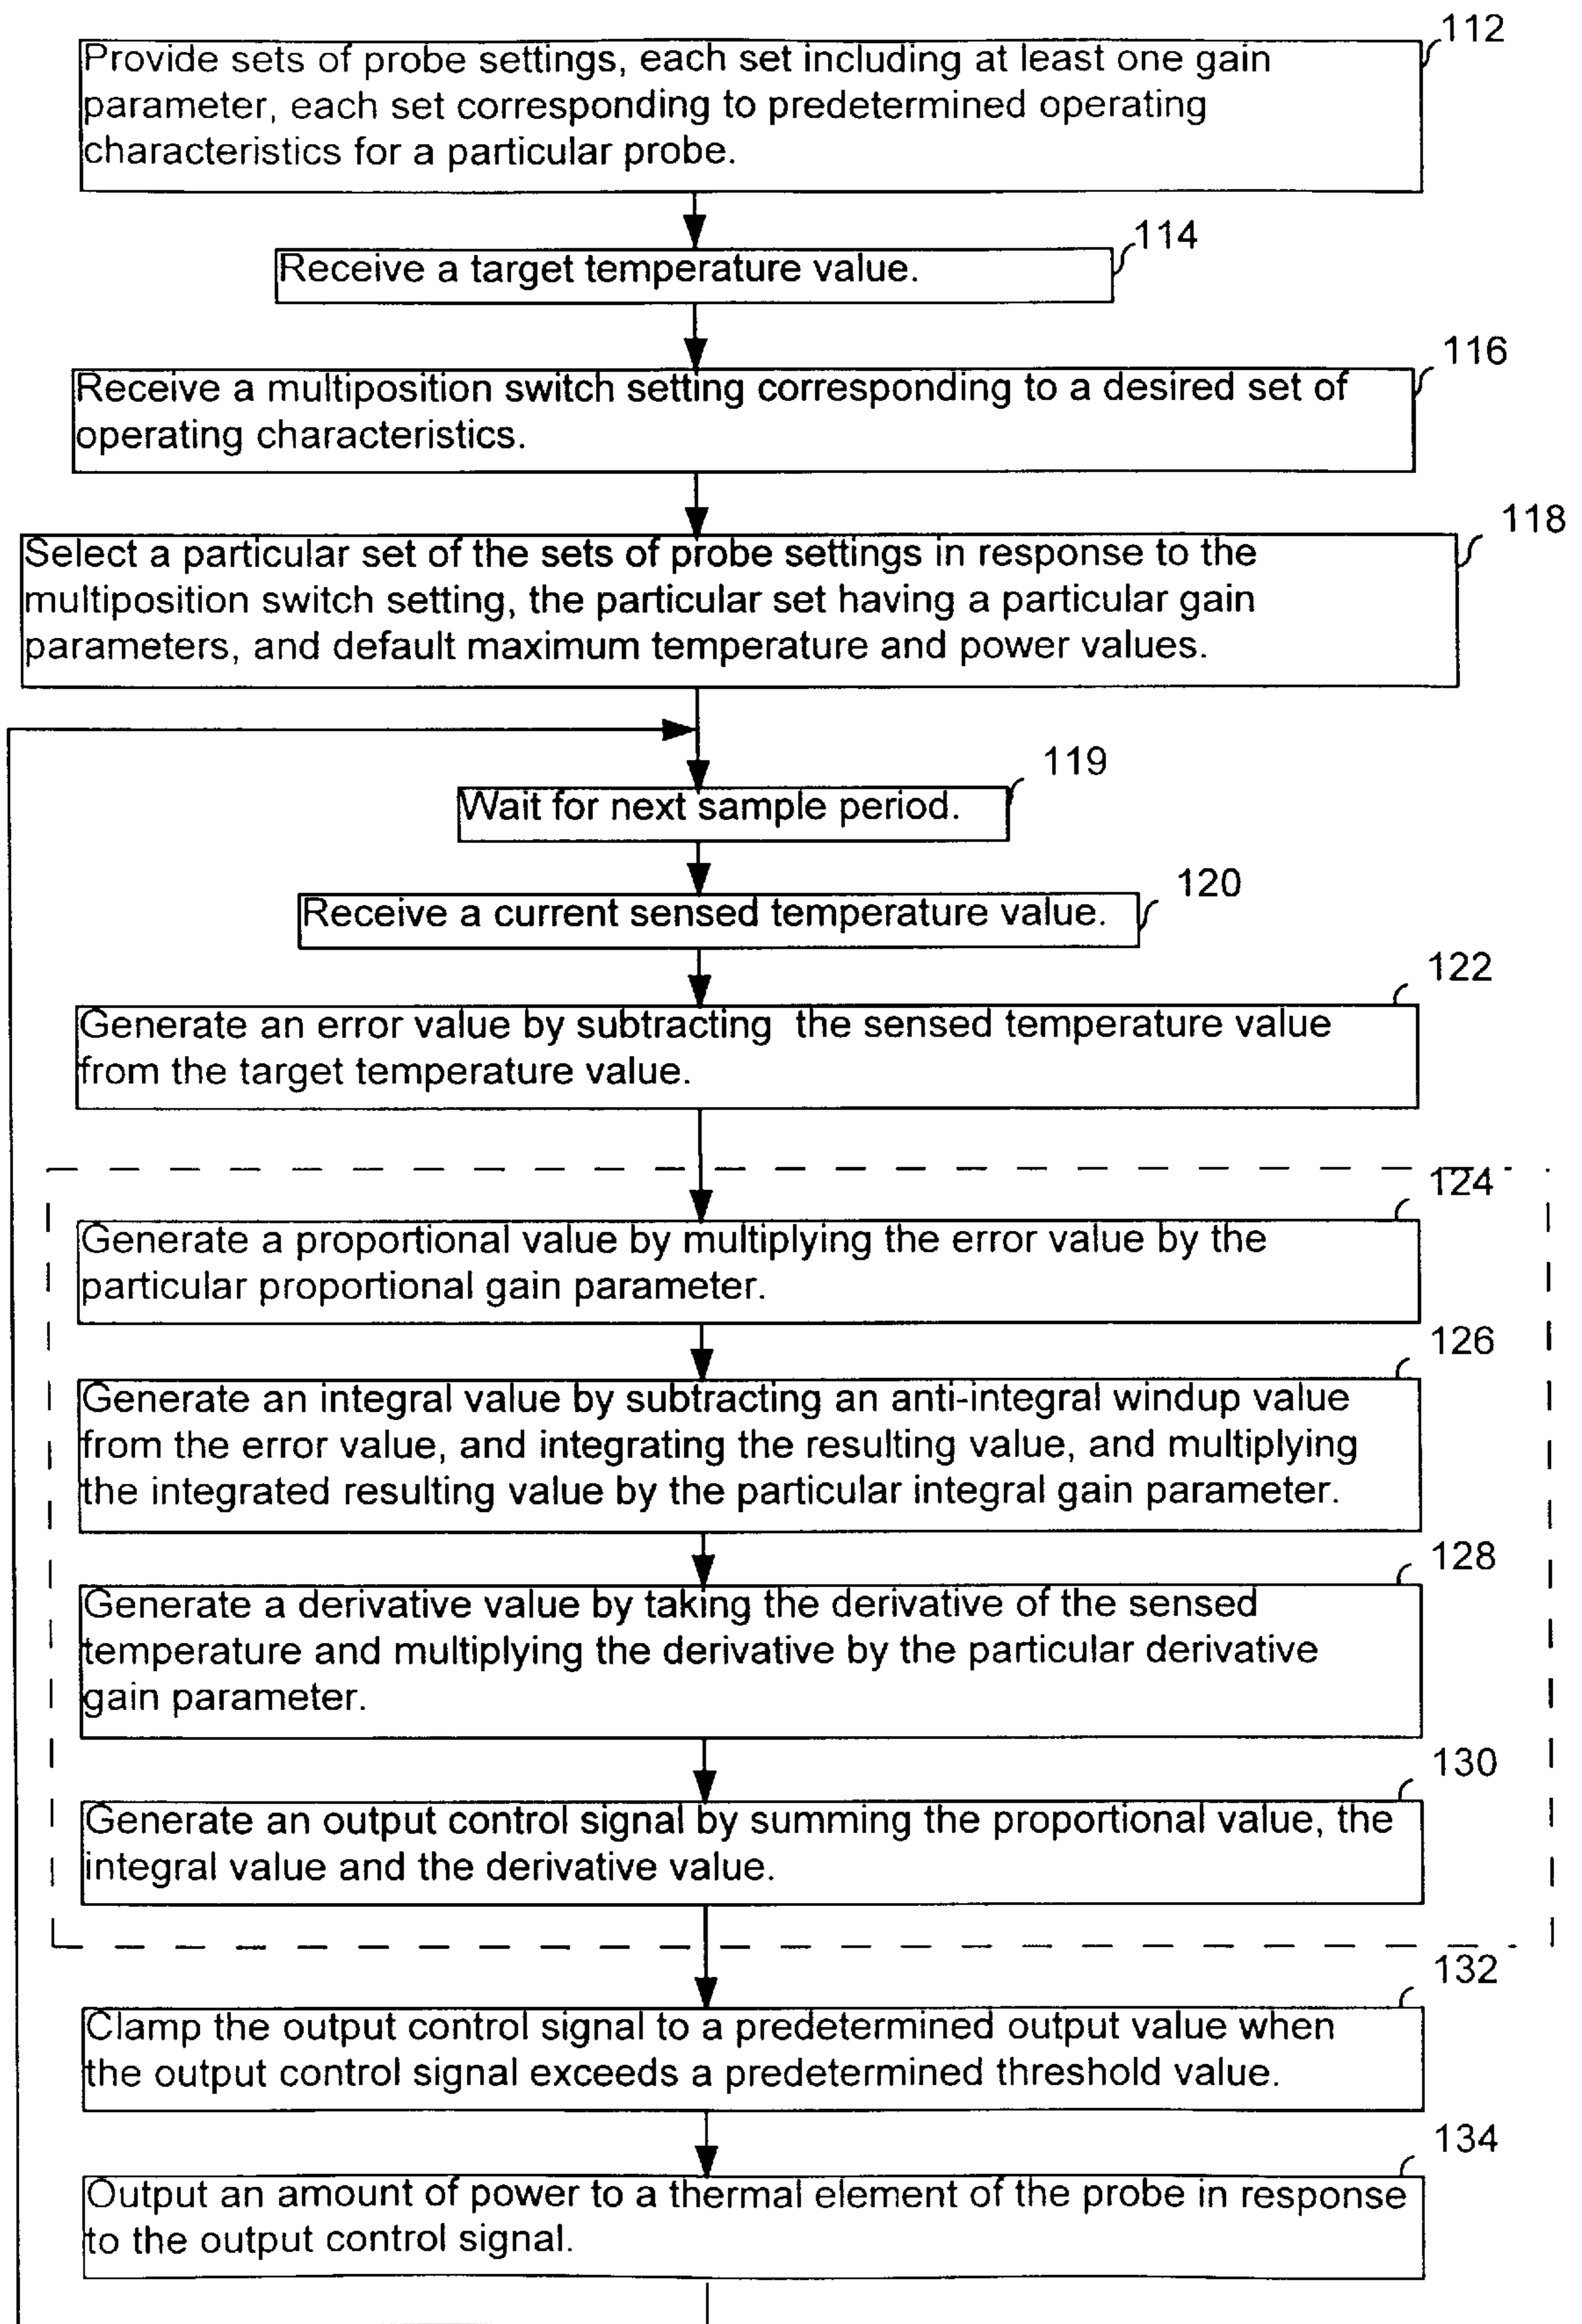 112
Provide sets of probe settings, each set including at least one gain
parameter, each set corresponding to predetermined operating
characteristics for a particular probe.
114
Receive a target temperature value.
116
Receive a multiposition switch setting corresponding to a desired set of
operating characteristics.
118
Select a particular set of the sets of probe settings in response to the
multiposition switch setting, the particular set having a particular gain
parameters, and default maximum temperature and power values.
119
Wait for next sample period.
120
Receive a current sensed temperature value.
122
Generate an error value by subtracting the sensed temperature value
from the target temperature value.
124
Generate a proportional value by multiplying the error value by the
particular proportional gain parameter.
126
Generate an integral value by subtracting an anti-integral windup value
from the error value, and integrating the resulting value, and multiplying
the integrated resulting value by the particular integral gain parameter.
128
Generate a derivative value by taking the derivative of the sensed
temperature and multiplying the derivative by the particular derivative
gain parameter.
130
Generate an output control signal by summing the proportional value, the
integral value and the derivative value.
132
Clamp the output control signal to a predetermined output value when
the output control signal exceeds a predetermined threshold value.
134
Output an amount of power to a thermal element of the probe in response
to the output control signal.